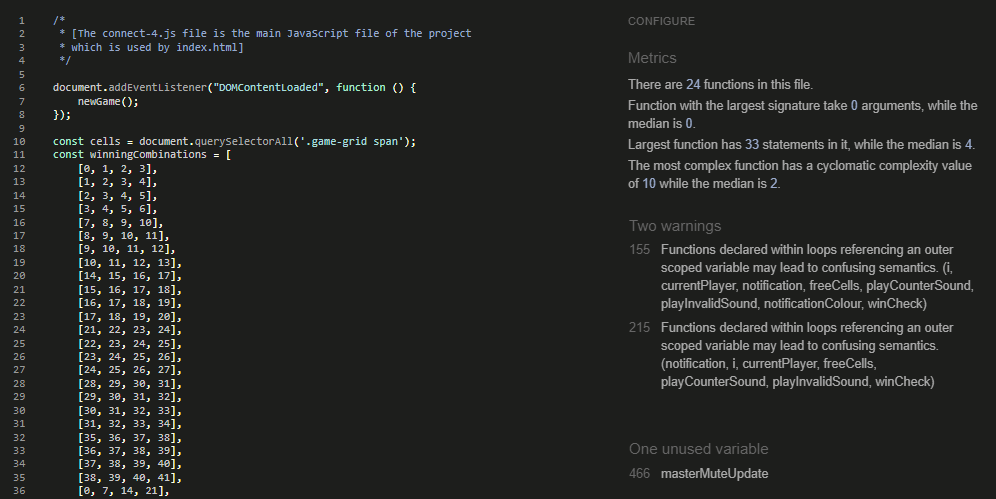 1 /*
2 * [The connect-4.js file is the main JavaScript file of the project
3 * which is used by index.html]
4 */
5
6 document.addEventListener("DOMContentLoaded", function () {
7 newGame();
8 });
9
10 const cells = document.querySelectorAll('.game-grid span');
11 const winningCombinations = [
12 [0, 1, 2, 3],
13 [1, 2, 3, 4],
14 [2, 3, 4, 5],
15 [3, 4, 5, 6],
16 [7, 8, 9, 10],
17 [8, 9, 10, 11],
18 [9, 10, 11, 12],
19 [10, 11, 12, 13],
20 [14, 15, 16, 17],
21 [15, 16, 17, 18],
22 [16, 17, 18, 19],
23 [17, 18, 19, 20],
24 [21, 22, 23, 24],
25 [22, 23, 24, 25],
26 [23, 24, 25, 26],
27 [24, 25, 26, 27],
28 [28, 29, 30, 31],
29 [29, 30, 31, 32],
30 [30, 31, 32, 33],
31 [31, 32, 33, 34],
32 [35, 36, 37, 38],
33 [36, 37, 38, 39],
34 [37, 38, 39, 40],
35 [38, 39, 40, 41],
36 [0, 7, 14, 21],
CONFIGURE
Metrics
There are 24 functions in this file.
Function with the largest signature take 0 arguments, while the
median is 0.
Largest function has 33 statements in it, while the median is 4.
The most complex function has a cyclomatic complexity value
of 10 while the median is 2.
Two warnings
155 Functions declared within loops referencing an outer
scoped variable may lead to confusing semantics. (i,
currentPlayer, notification, freeCells, playCounterSound,
playInvalidSound, notificationColour, winCheck)
215 Functions declared within loops referencing an outer
scoped variable may lead to confusing semantics.
(notification, i, currentPlayer, freeCells,
playCounterSound, playInvalidSound, winCheck)
One unused variable
466 masterMuteUpdate